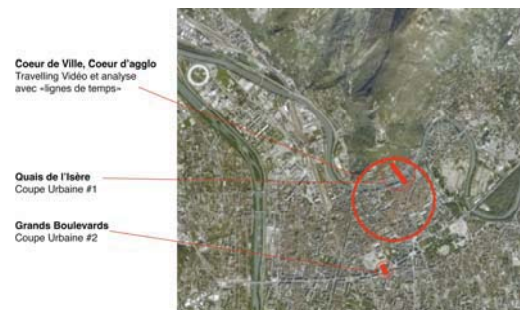 Coeur de Ville, Coeur d'agglo
Travelling Vidéo et analyse
avec «lignes de temps»
Quais de l'Isère
Coupe Urbaine #1
Grands Boulevards
Coupe Urbaine #2